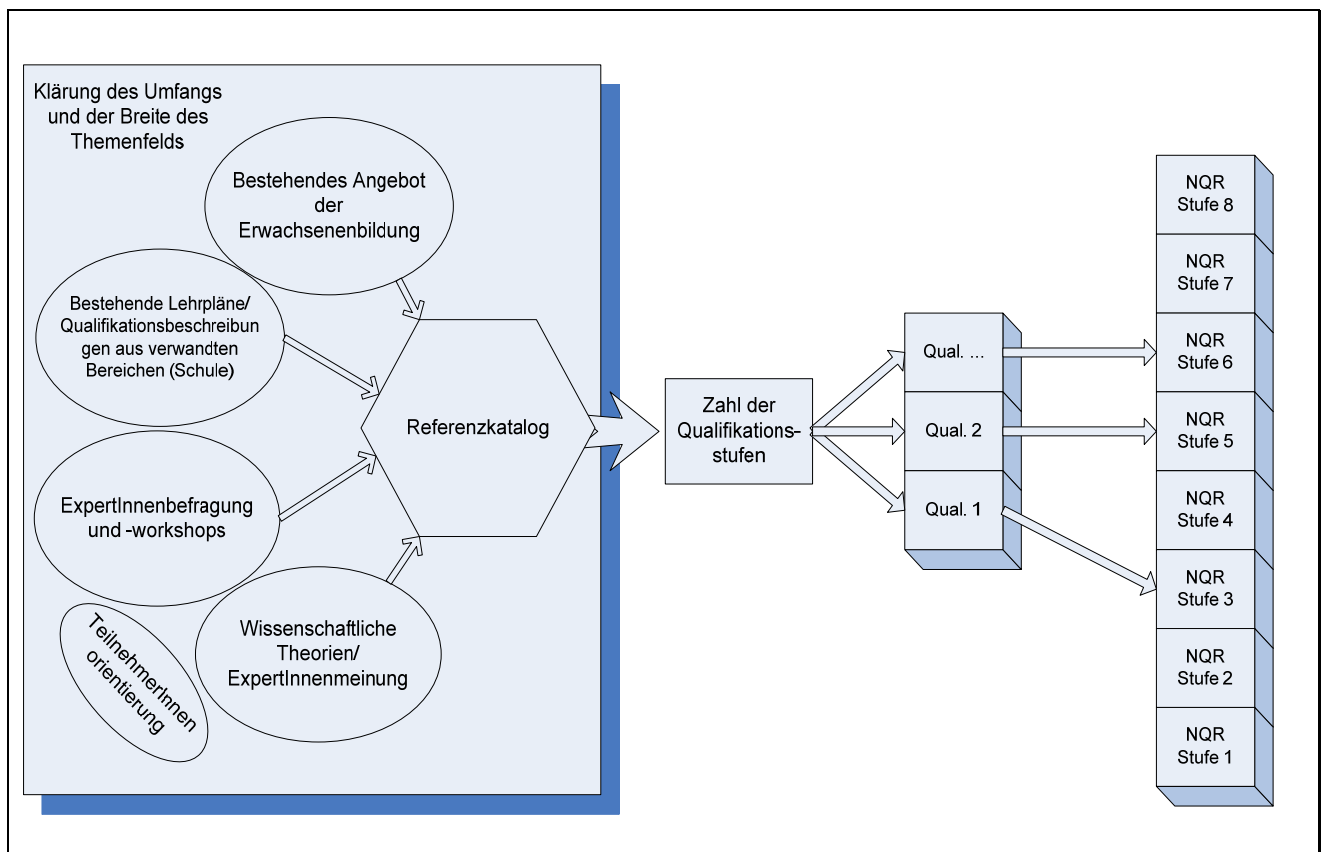 Klärung des Umfangs
und der Breite des
Themenfelds
Bestehendes Angebot
der
Erwachsenenbildung
Bestehende Lehrpläne/
Qualifikationsbeschreibun
gen aus verwandten
Bereichen (Schule)
ExpertInnenbefragung
und -workshops
TeilnehmerInnen
orientierung
Wissenschaftliche
Theorien/
ExpertInnenmeinung
Referenzkatalog
Zahl der
Qualifikations-
stufen
Qual. ...
Qual. 2
Qual. 1
NQR
Stufe 8
NQR
Stufe 7
NQR
Stufe 6
NQR
Stufe 5
NQR
Stufe 4
NQR
Stufe 3
NQR
Stufe 2
NQR
Stufe 1